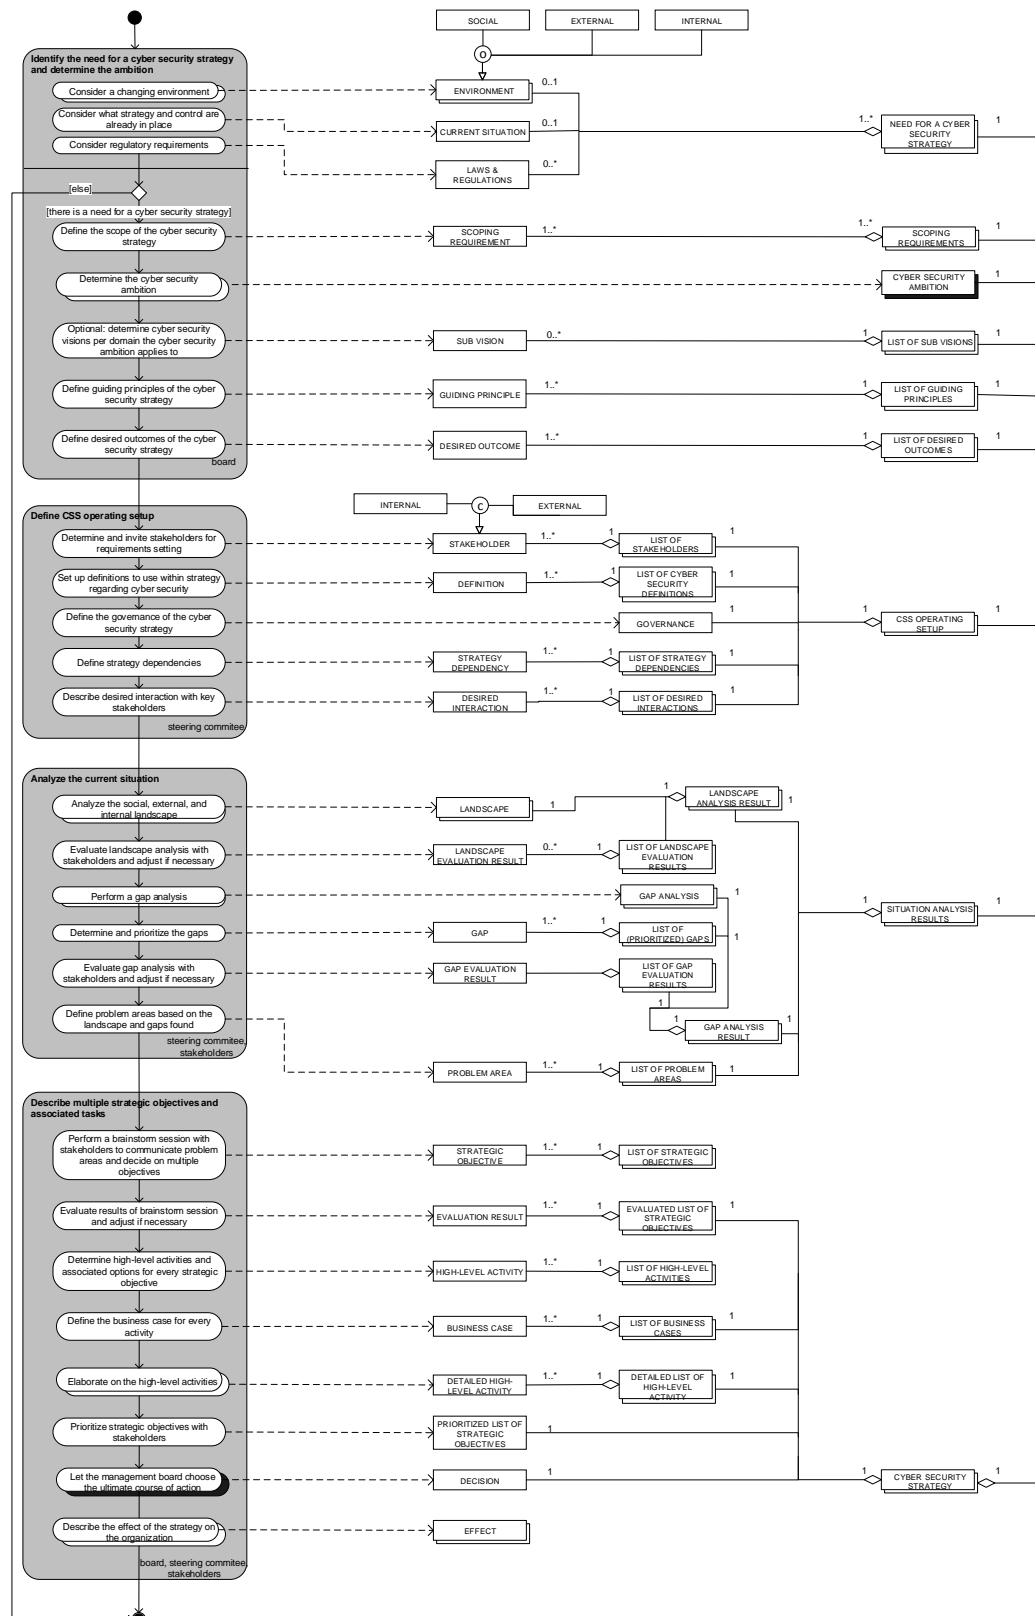 SOCIAL
EXTERNAL
INTERNAL
O
Identify the need for a cyber security strategy
and determine the ambition
Consider a changing environment
ENVIRONMENT
0..1
Consider what strategy and control are
already in place
CURRENT SITUATION
0..1
1..*
NEED FOR A CYBER
SECURITY
STRATEGY
1
Consider regulatory requirements
LAWS &
REGULATIONS
0..*
[else]
[there is a need for a cyber security strategy]
Define the scope of the cyber security
strategy
SCOPING
REQUIREMENT
1..*
1..*
SCOPING
REQUIREMENTS
1
Determine the cyber security
ambition
CYBER SECURITY
AMBITION
1
Optional: determine cyber security
visions per domain the cyber security
ambition applies to
SUB VISION
0..*
1
LIST OF SUB VISIONS
1
Define guiding principles of the cyber
security strategy
GUIDING PRINCIPLE
1..*
1
LIST OF GUIDING
PRINCIPLES
1
Define desired outcomes of the cyber
security strategy
DESIRED OUTCOME
1..*
1
LIST OF DESIRED
OUTCOMES
1
board
INTERNAL
C
EXTERNAL
Define CSS operating setup
Determine and invite stakeholders for
requirements setting
STAKEHOLDER
1..*
1
LIST OF
STAKEHOLDERS
1
Set up definitions to use within strategy
regarding cyber security
DEFINITION
1..*
1
LIST OF CYBER
SECURITY
DEFINITIONS
1
Define the governance of the cyber
security strategy
GOVERNANCE
1
1
CSS OPERATING
SETUP
1
Define strategy dependencies
STRATEGY
DEPENDENCY
1..*
1
LIST OF STRATEGY
DEPENDENCIES
1
Describe desired interaction with key
stakeholders
DESIRED
INTERACTION
1..*
1
LIST OF DESIRED
INTERACTIONS
1
steering commitee
Analyze the current situation
Analyze the social, external, and
internal landscape
LANDSCAPE
1
1
LANDSCAPE
ANALYSIS RESULT
1
Evaluate landscape analysis with
stakeholders and adjust if necessary
LANDSCAPE
EVALUATION RESULT
0..*
1
LIST OF LANDSCAPE
EVALUATION
RESULTS
Perform a gap analysis
GAP ANALYSIS
1
1
SITUATION ANALYSIS
RESULTS
1
Determine and prioritize the gaps
GAP
1..*
1
LIST OF
(PRIORITIZED) GAPS
1
Evaluate gap analysis with
stakeholders and adjust if necessary
GAP EVALUATION
RESULT
LIST OF GAP
EVALUATION
RESULTS
1
Define problem areas based on the
landscape and gaps found
1
GAP ANALYSIS
RESULT
1
steering commitee,
stakeholders
PROBLEM AREA
1..*
1
LIST OF PROBLEM
AREAS
1
Describe multiple strategic objectives and
associated tasks
Perform a brainstorm session with
stakeholders to communicate problem
areas and decide on multiple
objectives
STRATEGIC
OBJECTIVE
1..*
1
LIST OF STRATEGIC
OBJECTIVES
Evaluate results of brainstorm session
and adjust if necessary
EVALUATION RESULT
1..*
1
EVALUATED LIST OF
STRATEGIC
OBJECTIVES
1
Determine high-level activities and
associated options for every strategic
objective
HIGH-LEVEL ACTIVITY
1..*
1
LIST OF HIGH-LEVEL
ACTIVITIES
Define the business case for every
activity
BUSINESS CASE
1..*
1
LIST OF BUSINESS
CASES
1
Elaborate on the high-level activities
DETAILED HIGH-
LEVEL ACTIVITY
1..*
1
DETAILED LIST OF
HIGH-LEVEL
ACTIVITY
1
Prioritize strategic objectives with
stakeholders
PRIORITIZED LIST OF
STRATEGIC
OBJECTIVES
1
Let the management board choose
the ultimate course of action
DECISION
1
1
CYBER SECURITY
STRATEGY
1
Describe the effect of the strategy on
the organization
EFFECT
board, steering commitee,
stakeholders